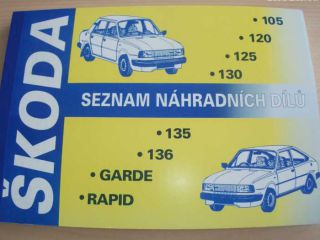 ŠKODA
• 105
• 120
• 125
• 130
SEZNAM NÁHRADNÍCH DÍLŮ
• 135
• 136
• GARDE
• RAPID